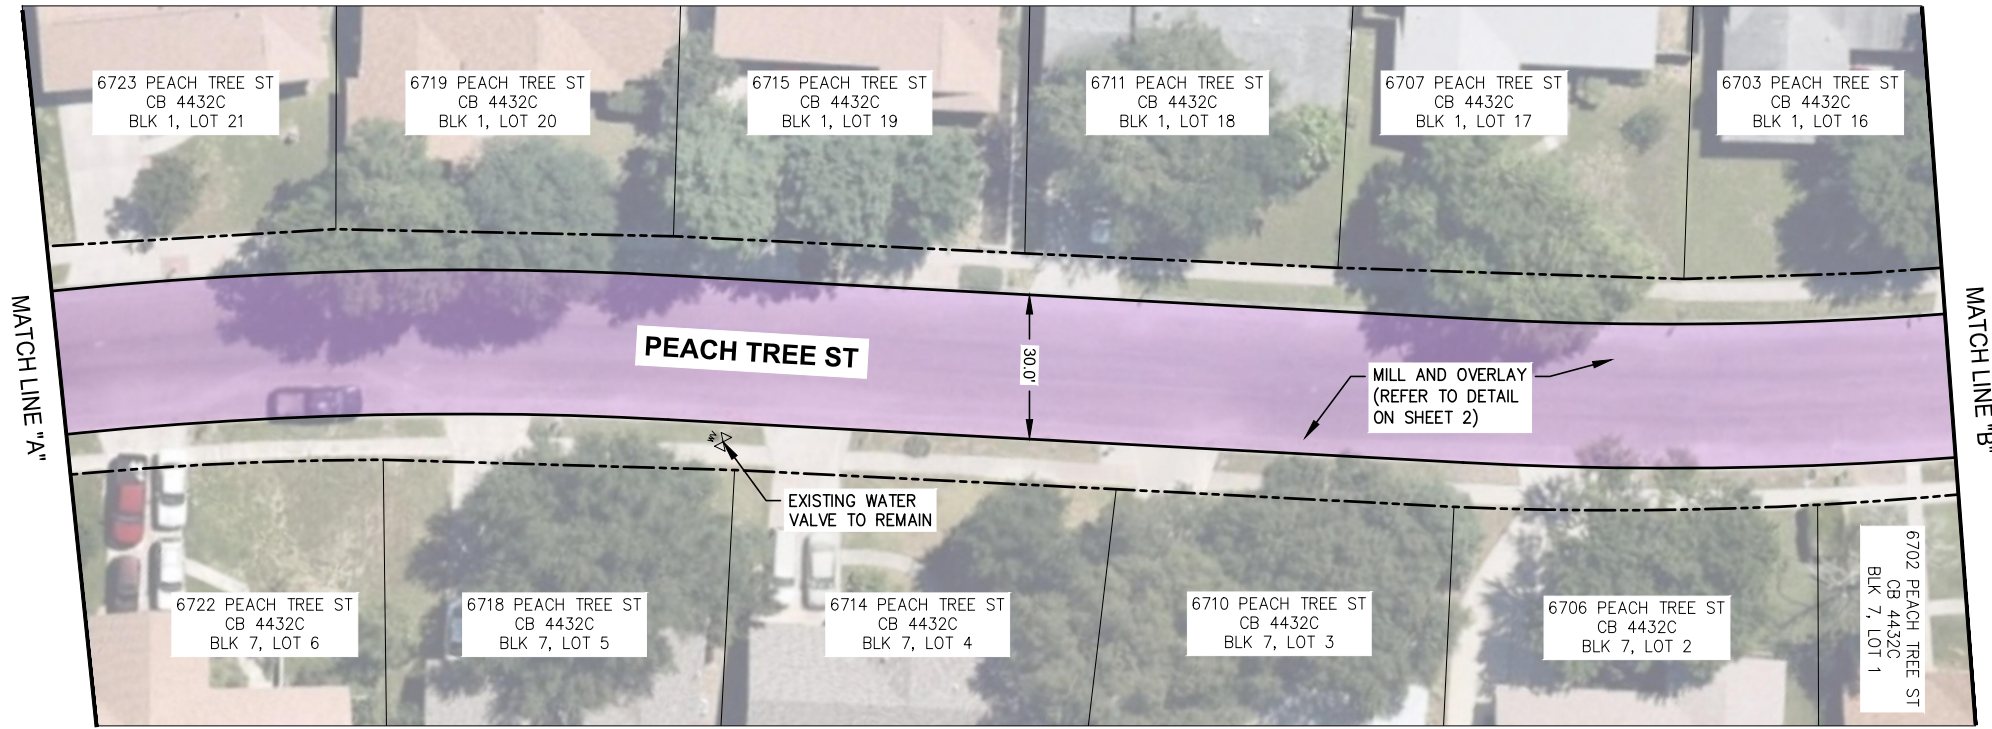 6723 PEACH TREE ST
CB 4432C
BLK 1, LOT 21
6719 PEACH TREE ST
CB 4432C
BLK 1, LOT 20
6715 PEACH TREE ST
CB 4432C
BLK 1, LOT 19
6711 PEACH TREE ST
CB 4432C
BLK 1, LOT 18
6707 PEACH TREE ST
CB 4432C
BLK 1, LOT 17
6703 PEACH TREE ST
CB 4432C
BLK 1, LOT 16
MATCH LINE "A"
PEACH TREE ST
30.0'
MILL AND OVERLAY
(REFER TO DETAIL
ON SHEET 2)
MATCH LINE "B"
WV
EXISTING WATER
VALVE TO REMAIN
6722 PEACH TREE ST
CB 4432C
BLK 7, LOT 6
6718 PEACH TREE ST
CB 4432C
BLK 7, LOT 5
6714 PEACH TREE ST
CB 4432C
BLK 7, LOT 4
6710 PEACH TREE ST
CB 4432C
BLK 7, LOT 3
6706 PEACH TREE ST
CB 4432C
BLK 7, LOT 2
6702 PEACH TREE ST
CB 4432C
BLK 7, LOT 1